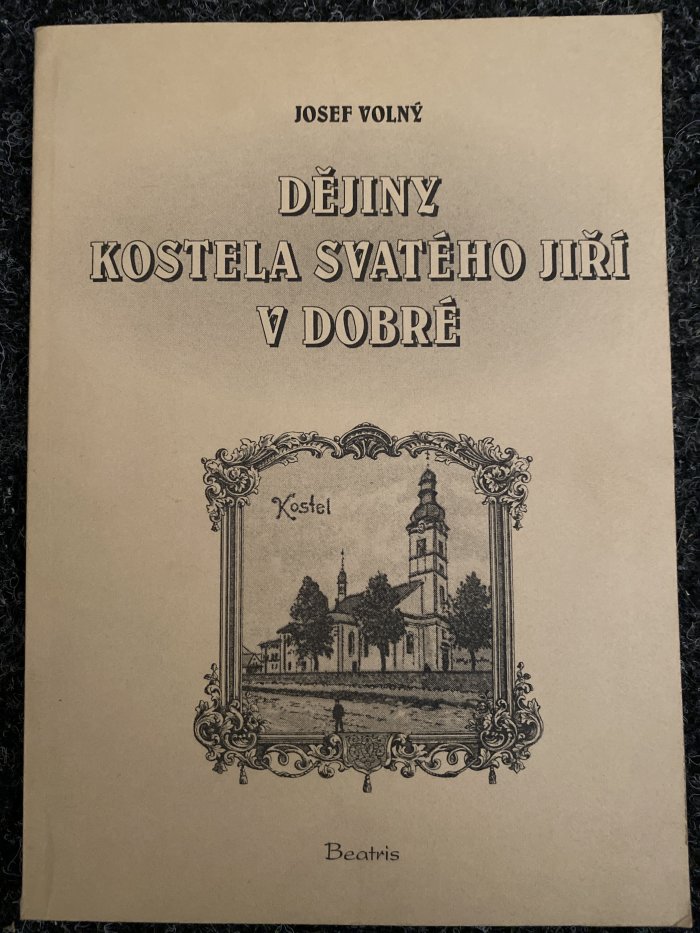 JOSEF VOLNÝ
DĚJINY
KOSTELA SVATÉHO JIŘÍ
V DOBRÉ
Kostel
Beatris